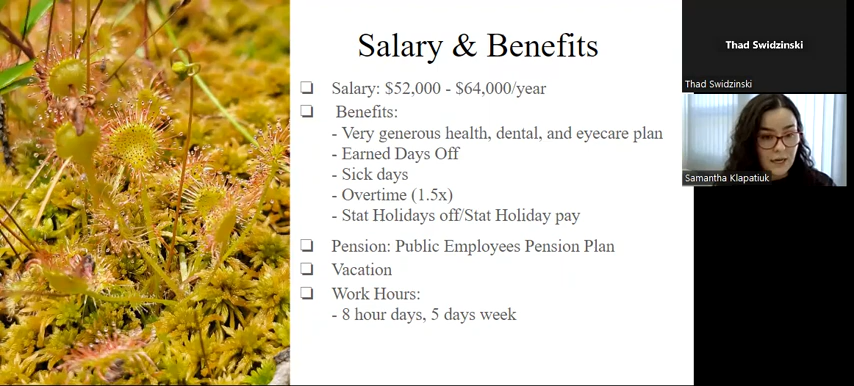 Salary & Benefits
❏ Salary: $52,000 - $64,000/year
❏ Benefits:
- Very generous health, dental, and eyecare plan
- Earned Days Off
- Sick days
- Overtime (1.5x)
- Stat Holidays off/Stat Holiday pay
❏ Pension: Public Employees Pension Plan
❏ Vacation
❏ Work Hours:
- 8 hour days, 5 days week
Thad Swidzinski
Thad Swidzinski
Samantha Klapatiuk